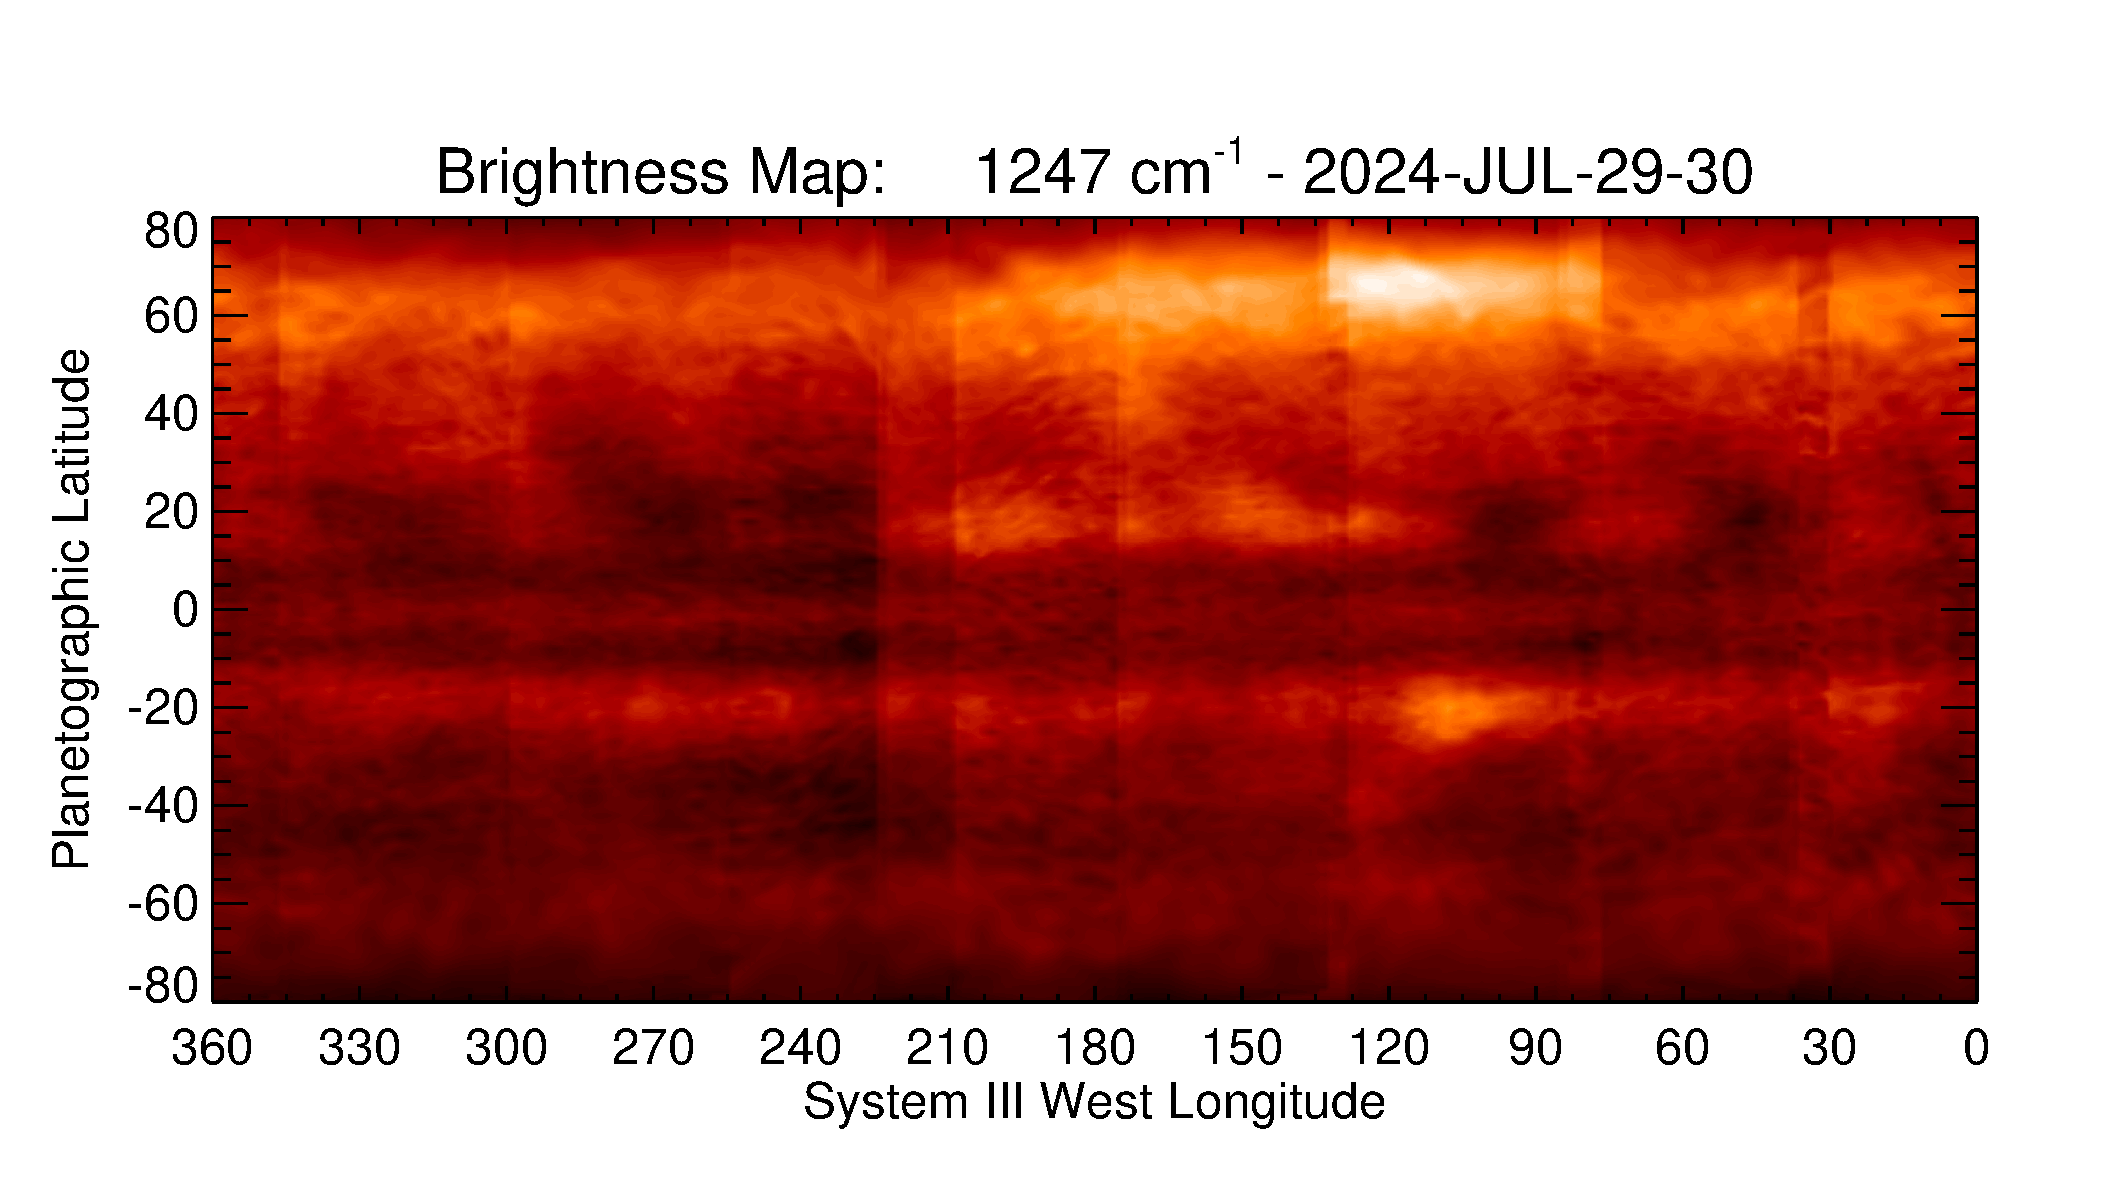 Brightness Map: 1247 cm⁻¹ - 2024-JUL-29-30
80
60
40
20
0
-20
-40
-60
-80
Planetographic Latitude
360 330 300 270 240 210 180 150 120 90 60 30 0
System III West Longitude